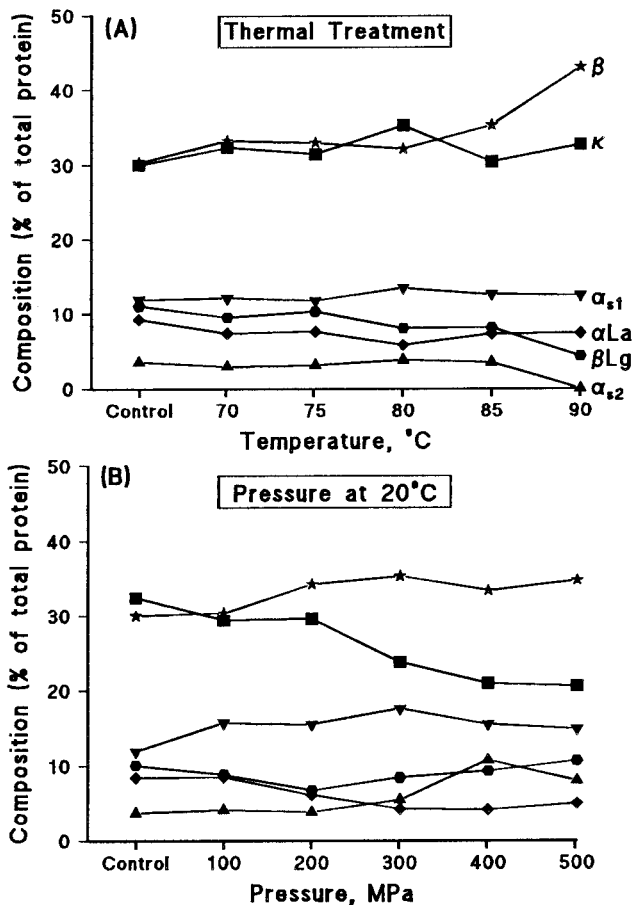 (A) Thermal Treatment
Composition (% of total protein)
50
40
30
20
10
0
β
κ
αs1
αLa
βLg
αs2
Control 70 75 80 85 90
Temperature, °C
(B) Pressure at 20°C
Composition (% of total protein)
50
40
30
20
10
0
Control 100 200 300 400 500
Pressure, MPa